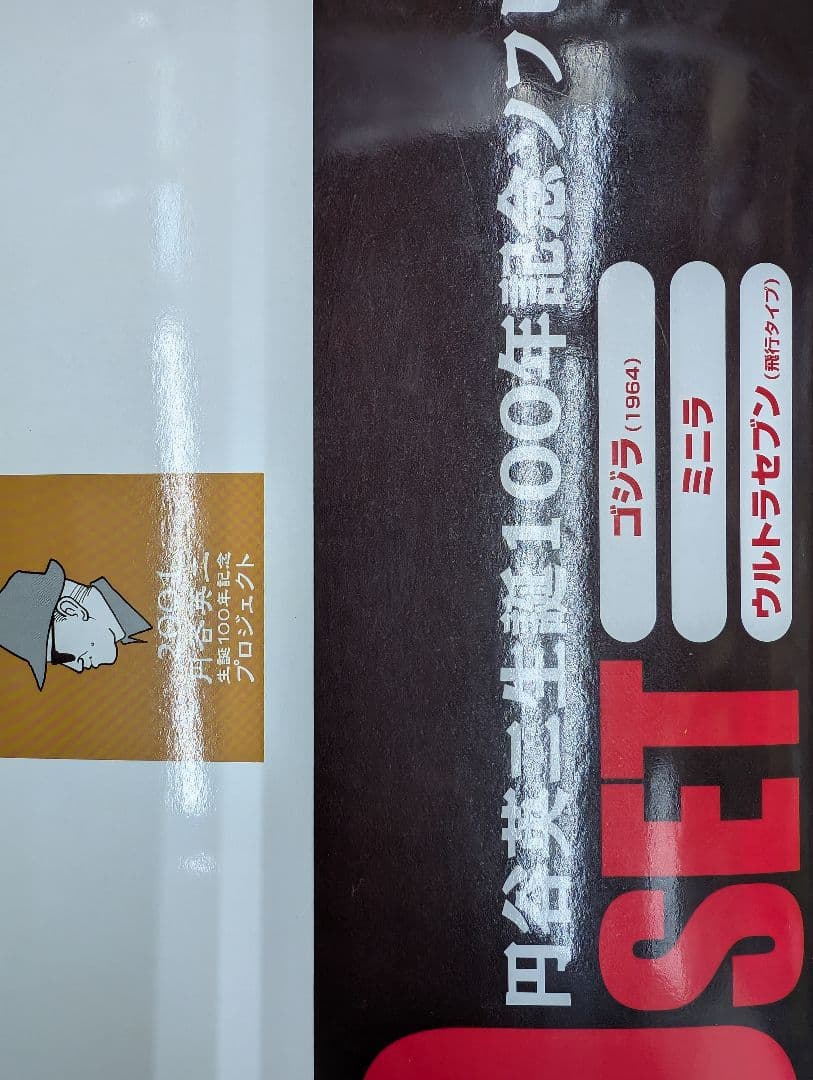 2001
円谷英二
生誕100年記念
プロジェクト
円谷英二生誕100年記念ソフ
SET
ゴジラ(1964)
ミニラ
ウルトラセブン(飛行タイプ)